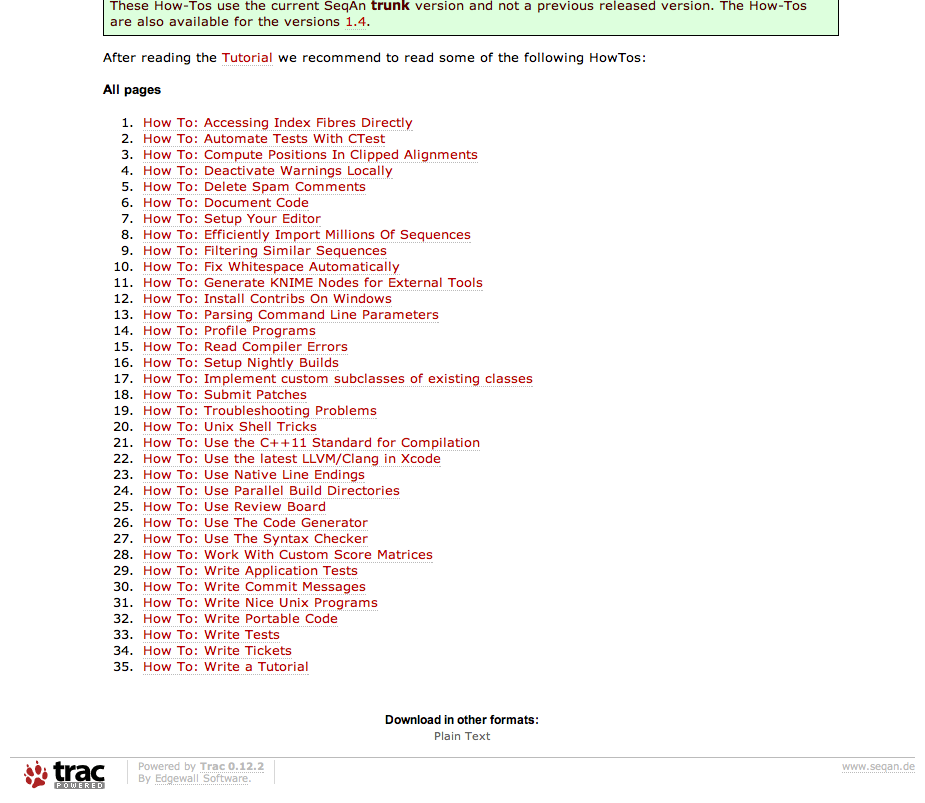 These How-Tos use the current SeqAn trunk version and not a previous released version. The How-Tos
are also available for the versions 1.4.
After reading the Tutorial we recommend to read some of the following HowTos:
All pages
1. How To: Accessing Index Fibres Directly
2. How To: Automate Tests With CTest
3. How To: Compute Positions In Clipped Alignments
4. How To: Deactivate Warnings Locally
5. How To: Delete Spam Comments
6. How To: Document Code
7. How To: Setup Your Editor
8. How To: Efficiently Import Millions Of Sequences
9. How To: Filtering Similar Sequences
10. How To: Fix Whitespace Automatically
11. How To: Generate KNIME Nodes for External Tools
12. How To: Install Contribs On Windows
13. How To: Parsing Command Line Parameters
14. How To: Profile Programs
15. How To: Read Compiler Errors
16. How To: Setup Nightly Builds
17. How To: Implement custom subclasses of existing classes
18. How To: Submit Patches
19. How To: Troubleshooting Problems
20. How To: Unix Shell Tricks
21. How To: Use the C++11 Standard for Compilation
22. How To: Use the latest LLVM/Clang in Xcode
23. How To: Use Native Line Endings
24. How To: Use Parallel Build Directories
25. How To: Use Review Board
26. How To: Use The Code Generator
27. How To: Use The Syntax Checker
28. How To: Work With Custom Score Matrices
29. How To: Write Application Tests
30. How To: Write Commit Messages
31. How To: Write Nice Unix Programs
32. How To: Write Portable Code
33. How To: Write Tests
34. How To: Write Tickets
35. How To: Write a Tutorial
Download in other formats:
Plain Text
trac
POWERED
Powered by Trac 0.12.2
By Edgewall Software.
www.seqan.de